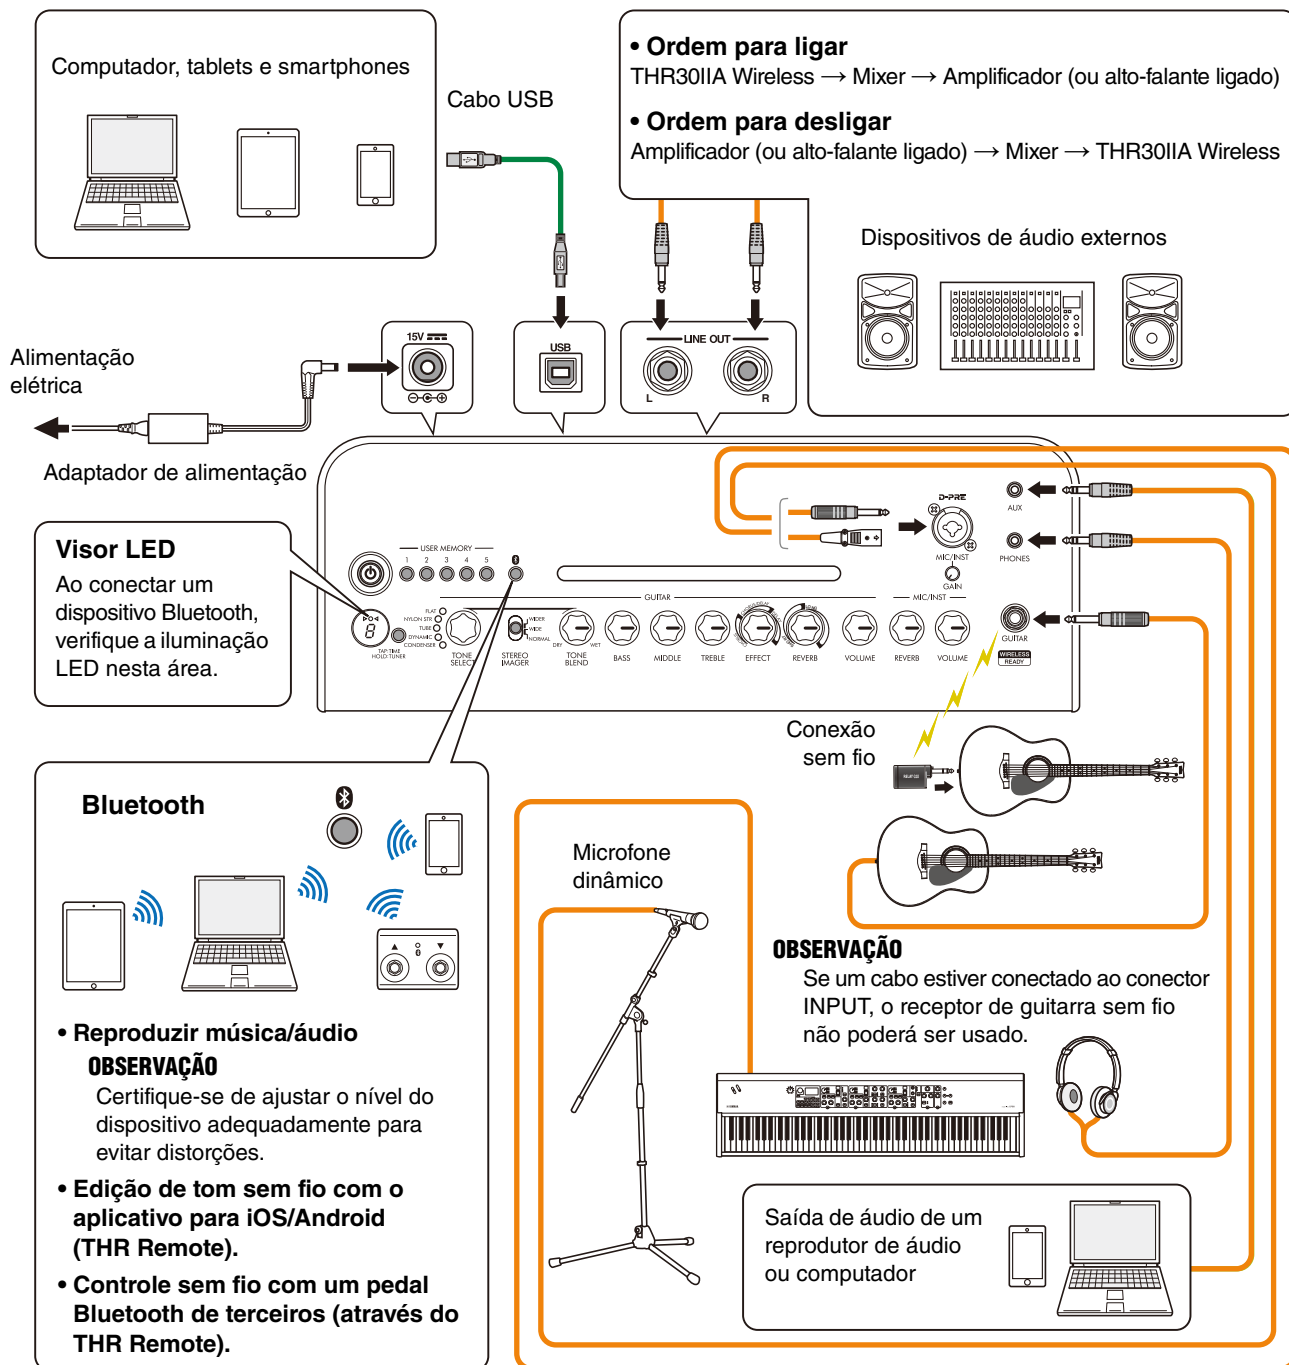 Computador, tablets e smartphones
Cabo USB
• Ordem para ligar
THR30IIA Wireless → Mixer → Amplificador (ou alto-falante ligado)
• Ordem para desligar
Amplificador (ou alto-falante ligado) → Mixer → THR30IIA Wireless
Dispositivos de áudio externos
Alimentação
elétrica
Adaptador de alimentação
15V
USB
LINE OUT
L
R
Visor LED
Ao conectar um
dispositivo Bluetooth,
verifique a iluminação
LED nesta área.
USER MEMORY
1 2 3 4 5
TAP:TIME
HOLD:TUNER
FLAT
NYLON STR
TUBE
DYNAMIC
CONDENSER
TONE
SELECT
WIDER
WIDE
NORMAL
STEREO
IMAGER
GUITAR
DRY
WET
TONE
BLEND
BASS
MIDDLE
TREBLE
EFFECT
REVERB
VOLUME
MIC/INST
REVERB
VOLUME
D-PRE
MIC/INST
GAIN
AUX
PHONES
GUITAR
WIRELESS
READY
Conexão
sem fio
Bluetooth
• Reproduzir música/áudio
OBSERVAÇÃO
Certifique-se de ajustar o nível do
dispositivo adequadamente para
evitar distorções.
• Edição de tom sem fio com o
aplicativo para iOS/Android
(THR Remote).
• Controle sem fio com um pedal
Bluetooth de terceiros (através do
THR Remote).
Microfone
dinâmico
OBSERVAÇÃO
Se um cabo estiver conectado ao conector
INPUT, o receptor de guitarra sem fio
não poderá ser usado.
Saída de áudio de um
reprodutor de áudio
ou computador